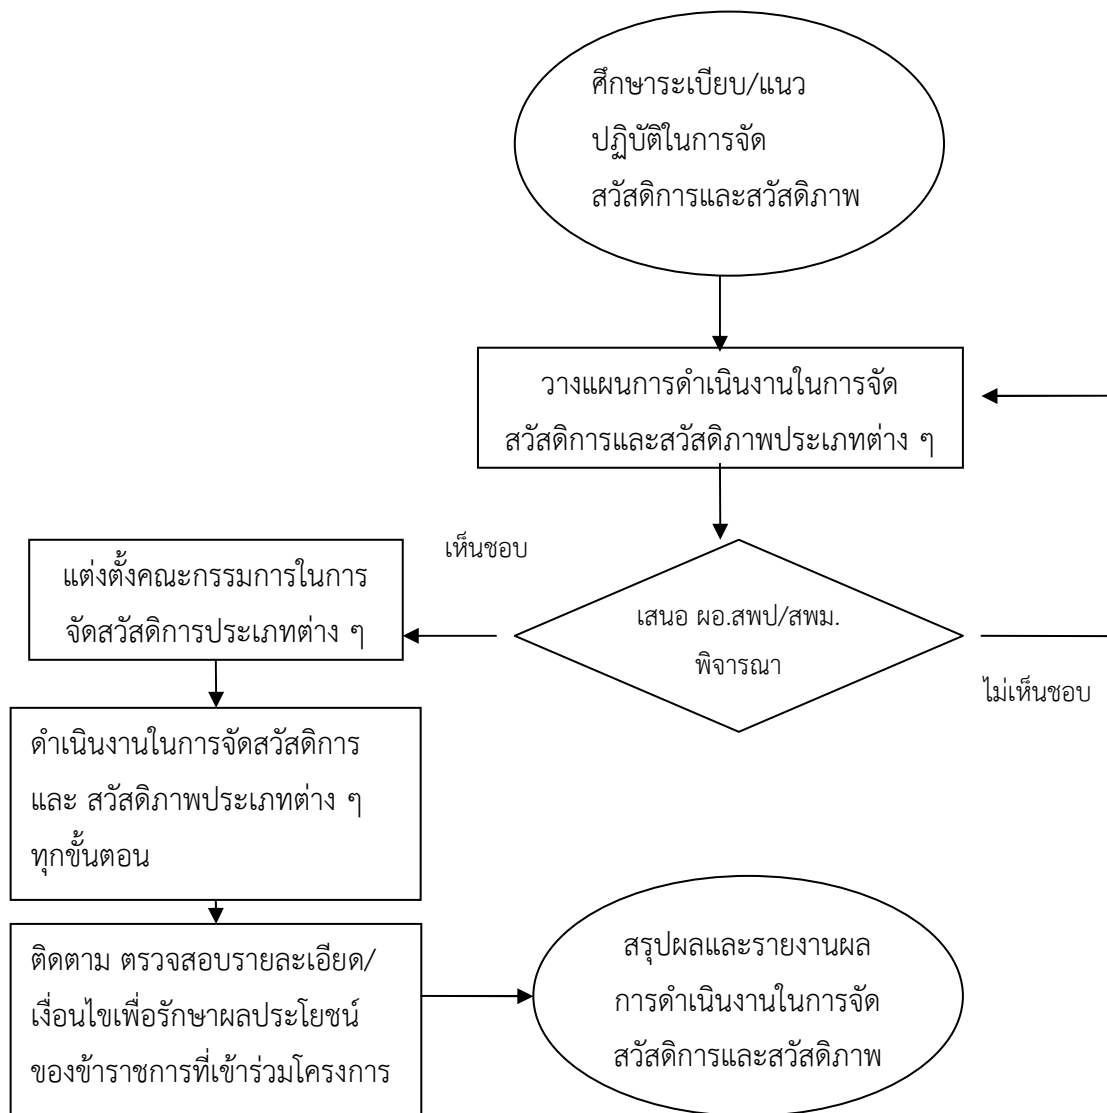 ศึกษาระเบียบ/แนว
ปฏิบัติในการจัด
สวัสดิการและสวัสดิภาพ
วางแผนการดำเนินงานในการจัด
สวัสดิการและสวัสดิภาพประเภทต่าง ๆ
เห็นชอบ
เสนอ ผอ.สพป/สพม.
พิจารณา
ไม่เห็นชอบ
แต่งตั้งคณะกรรมการในการ
จัดสวัสดิการประเภทต่าง ๆ
ดำเนินงานในการจัดสวัสดิการ
และ สวัสดิภาพประเภทต่าง ๆ
ทุกขั้นตอน
ติดตาม ตรวจสอบรายละเอียด/
เงื่อนไขเพื่อรักษาผลประโยชน์
ของข้าราชการที่เข้าร่วมโครงการ
สรุปผลและรายงานผล
การดำเนินงานในการจัด
สวัสดิการและสวัสดิภาพ